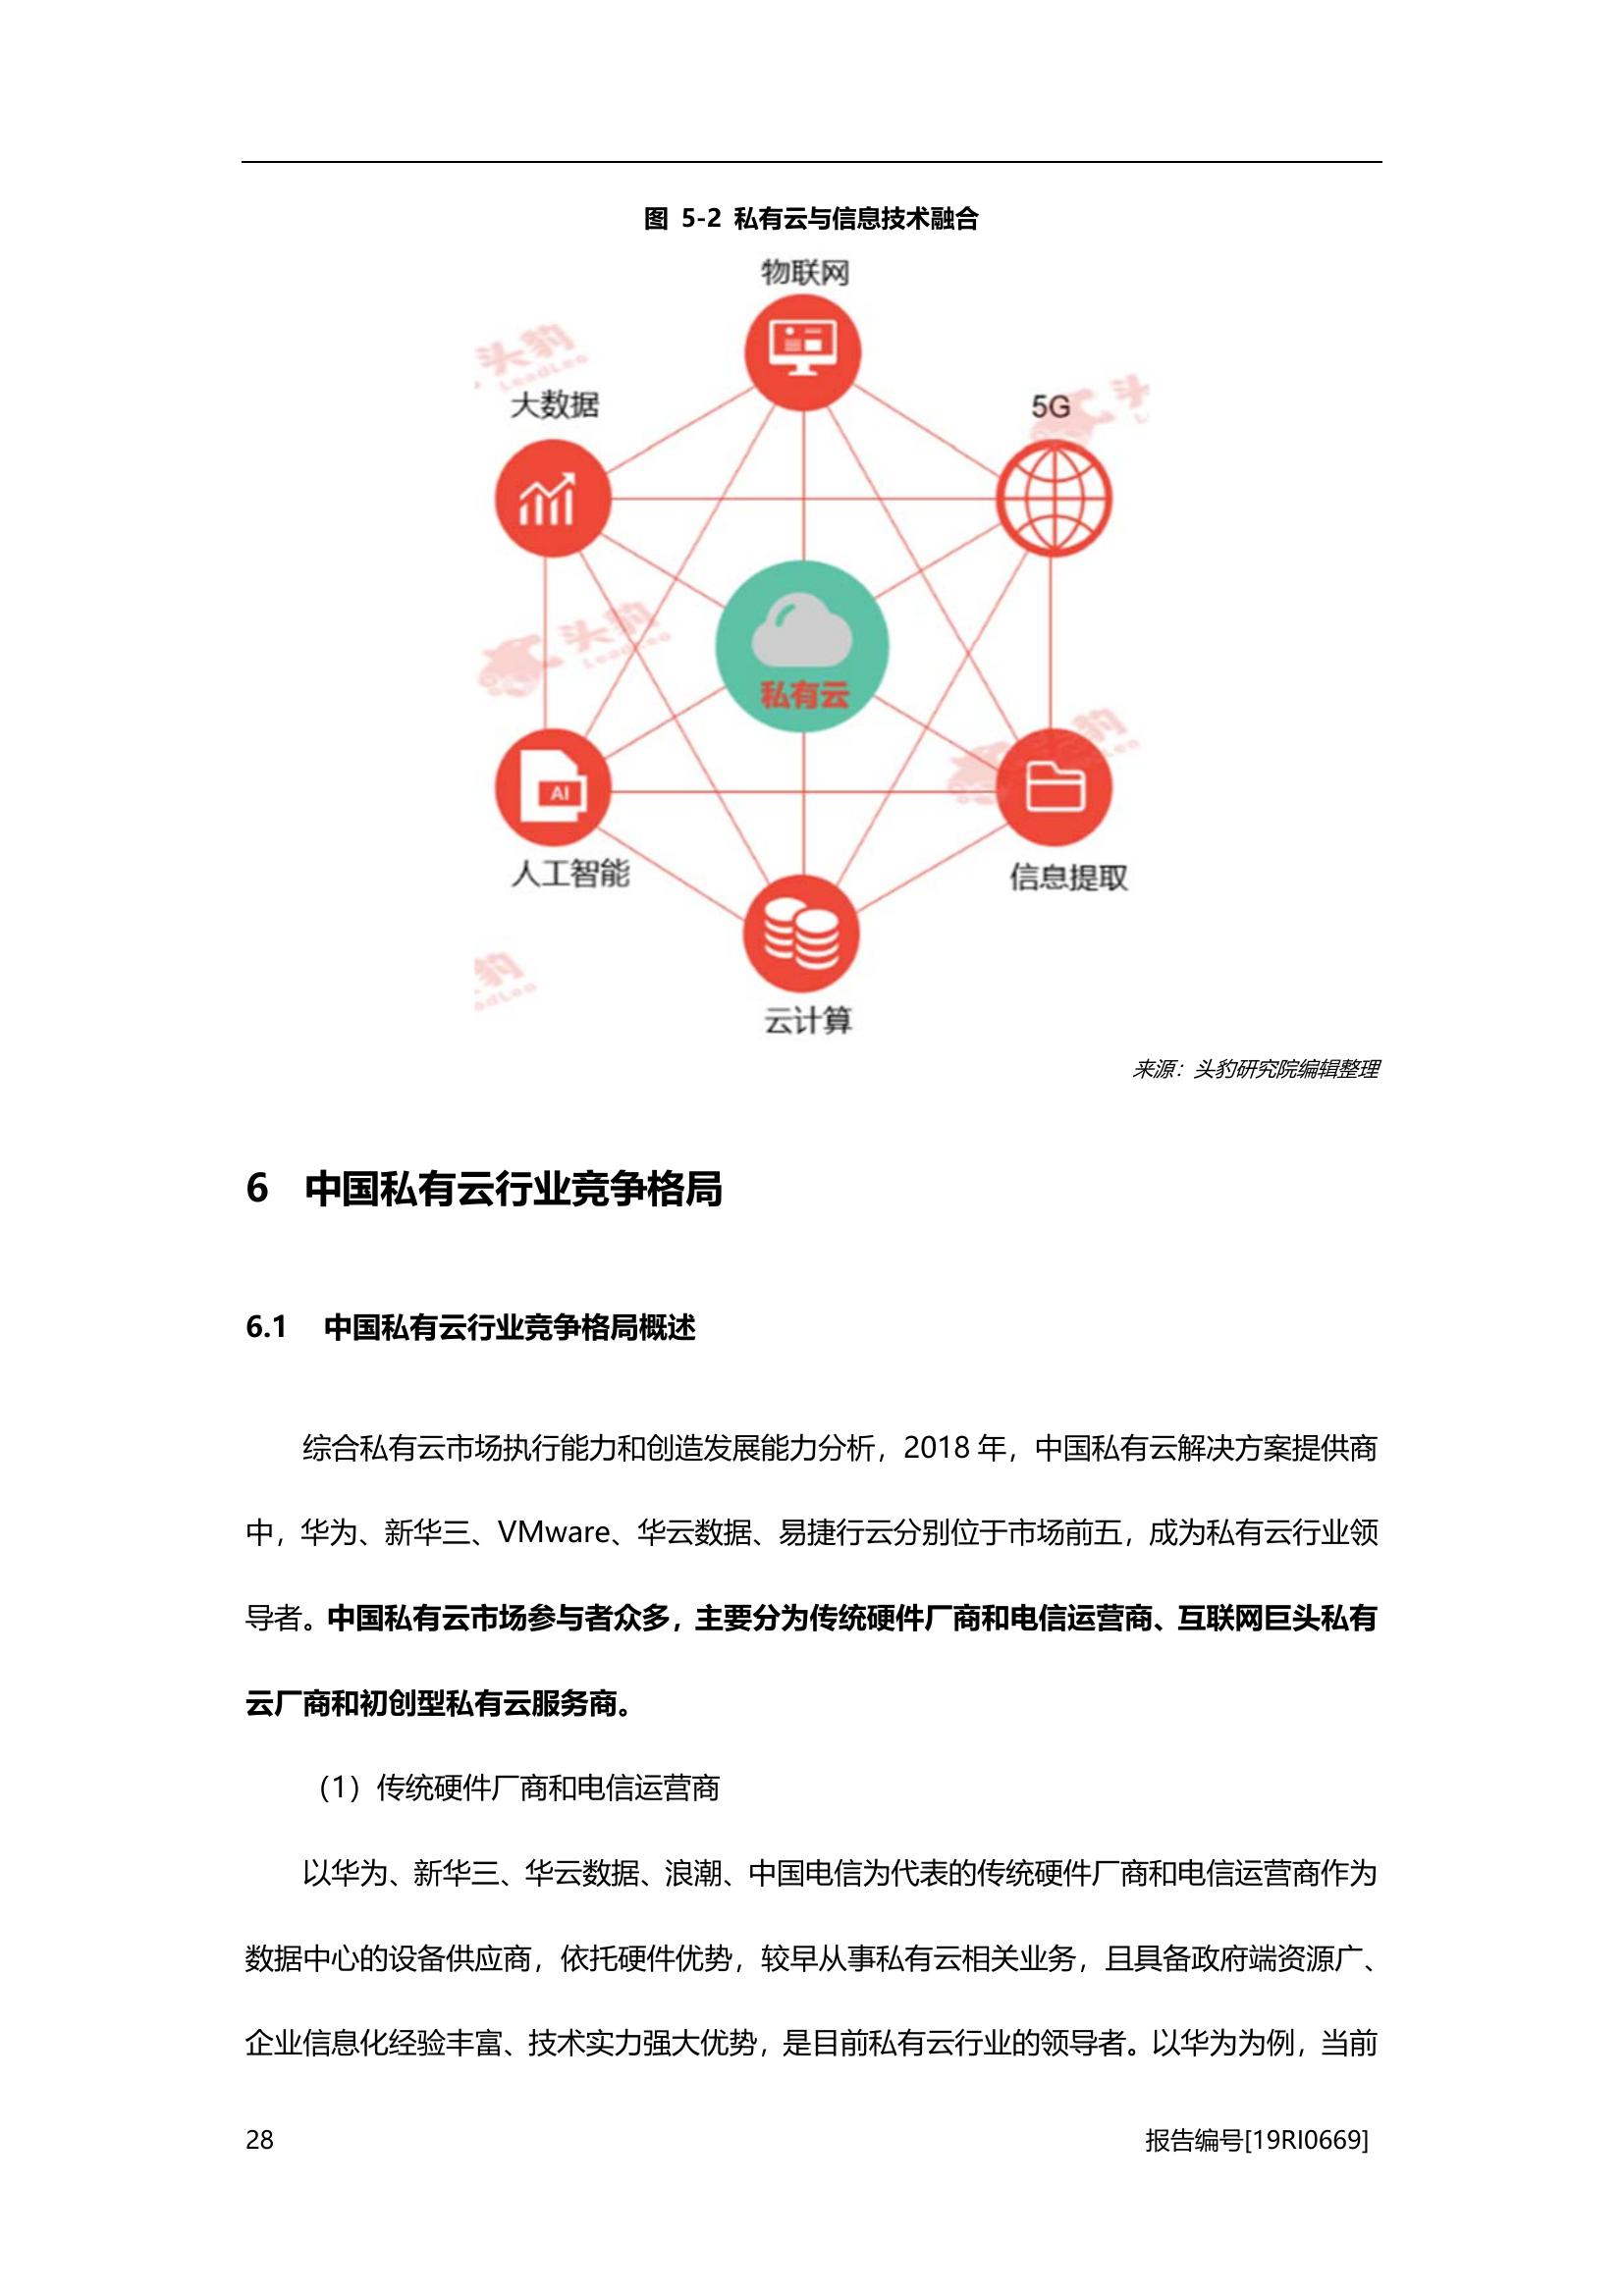 图 5-2 私有云与信息技术融合
物联网
头豹
LeadLeo
大数据
5G
头
头豹
LeadLeo
私有云
AI
头豹
人工智能
信息提取
豹
adLeo
云计算
来源：头豹研究院编辑整理
6 中国私有云行业竞争格局
6.1 中国私有云行业竞争格局概述
综合私有云市场执行能力和创造发展能力分析，2018 年，中国私有云解决方案提供商
中，华为、新华三、VMware、华云数据、易捷行云分别位于市场前五，成为私有云行业领
导者。中国私有云市场参与者众多，主要分为传统硬件厂商和电信运营商、互联网巨头私有
云厂商和初创型私有云服务商。
（1）传统硬件厂商和电信运营商
以华为、新华三、华云数据、浪潮、中国电信为代表的传统硬件厂商和电信运营商作为
数据中心的设备供应商，依托硬件优势，较早从事私有云相关业务，且具备政府端资源广、
企业信息化经验丰富、技术实力强大优势，是目前私有云行业的领导者。以华为为例，当前
28
报告编号[19RI0669]